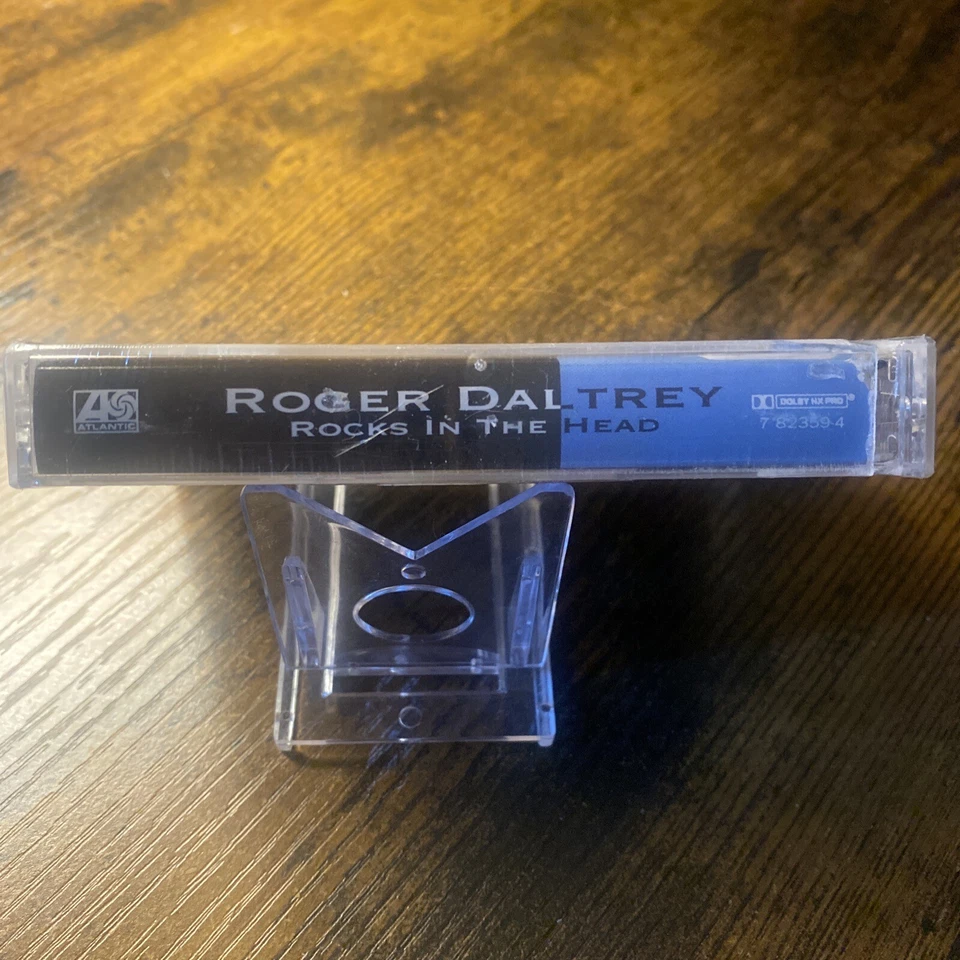 ROGER DALTREY
ROCKS IN THE HEAD
ATLANTIC
DOLBY HX PRO
7 82359-4